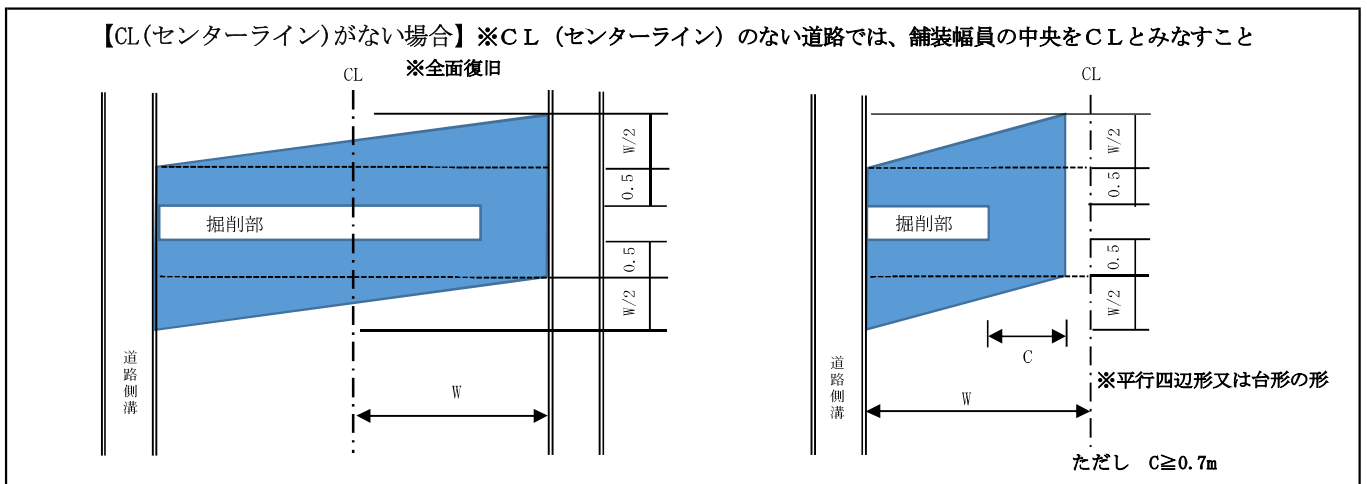 【CL(センターライン)がない場合】※CL（センターライン）のない道路では、舗装幅員の中央をCLとみなすこと
※全面復旧
CL
W/2
0.5
掘削部
0.5
W/2
道路側溝
W
CL
W/2
0.5
掘削部
0.5
W/2
C
道路側溝
※平行四辺形又は台形の形
W
ただし　C≧0.7m